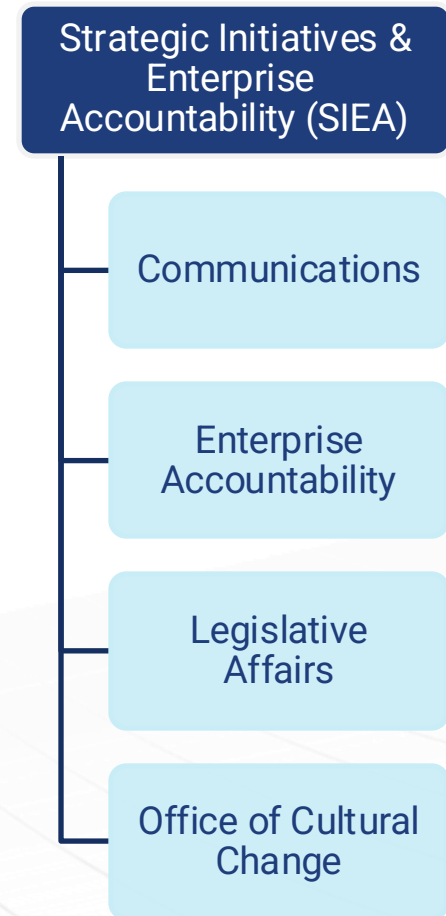 Strategic Initiatives &
Enterprise
Accountability (SIEA)
Communications
Enterprise
Accountability
Legislative
Affairs
Office of Cultural
Change